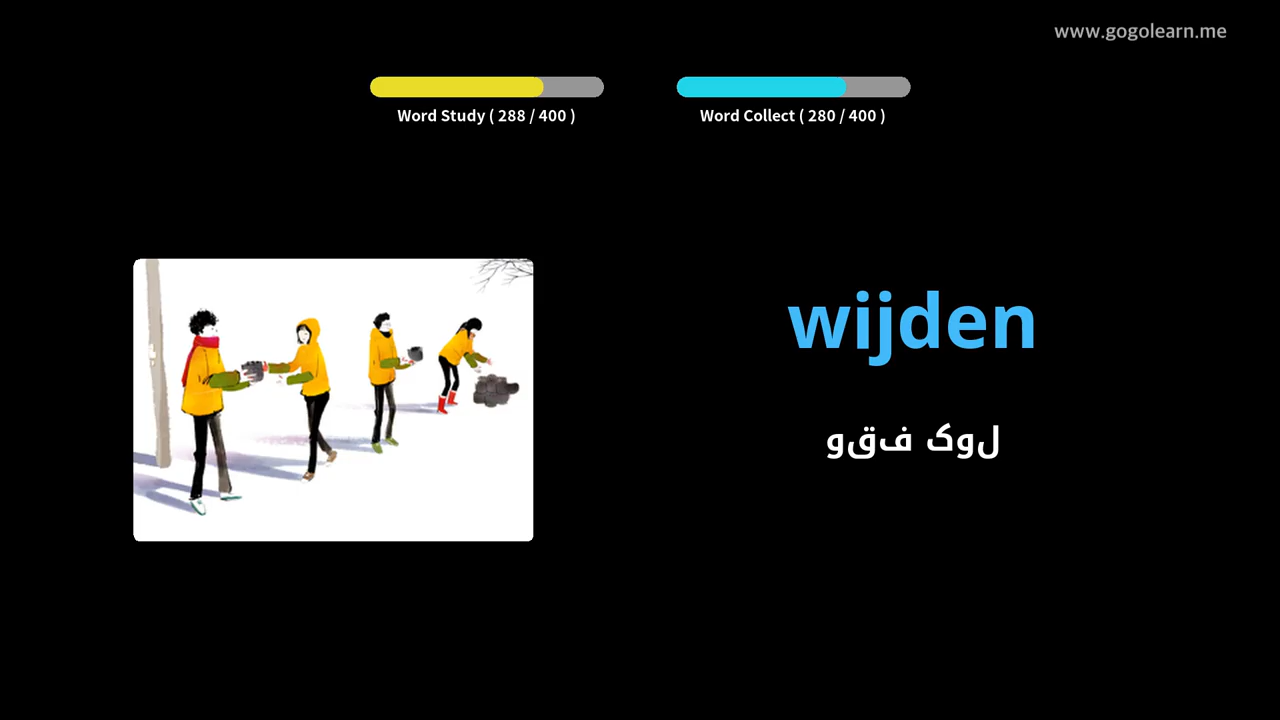 www.gogolearn.me
Word Study ( 288 / 400 )
Word Collect ( 280 / 400 )
wijden
لوک فقو